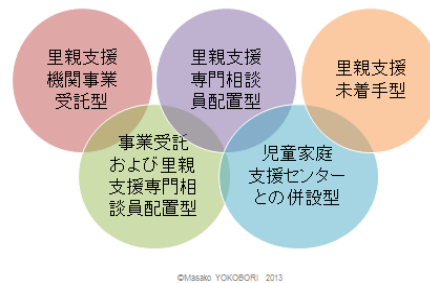 里親支援
機関事業
受託型
里親支援
専門相談
員配置型
里親支援
未着手型
事業受託
および里親
支援専門相
談員配置型
児童家庭
支援センター
との併設型
©Masako YOKOBORI 2013